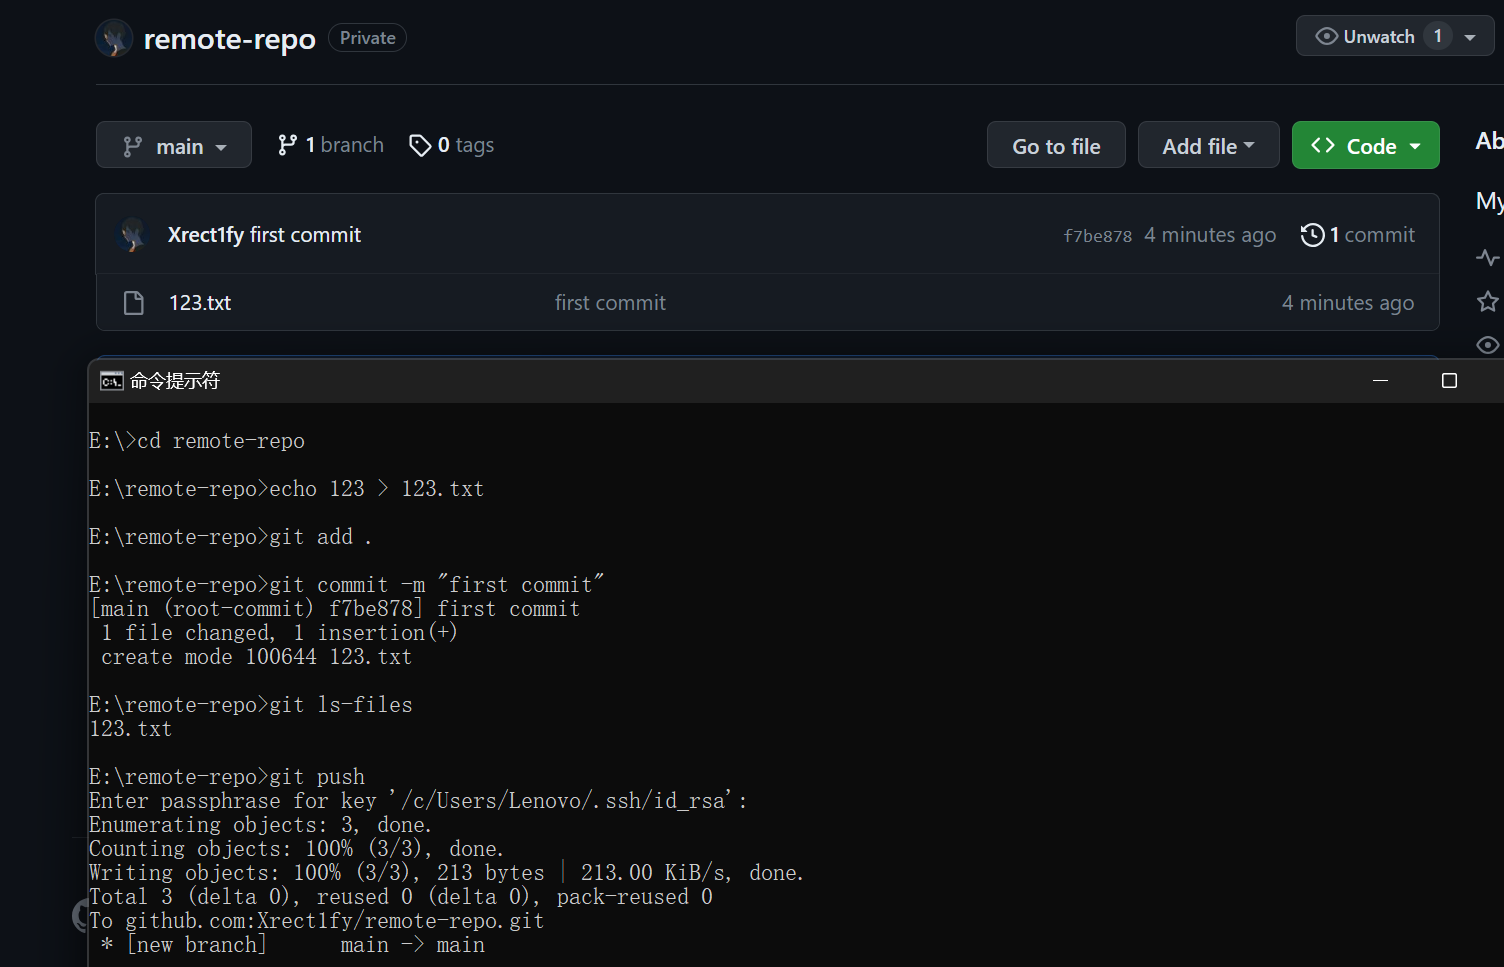 remote-repo Private
Unwatch 1
main 1 branch 0 tags
Go to file Add file Code
Ab
My
Xrect1fy first commit f7be878 4 minutes ago 1 commit
123.txt first commit 4 minutes ago
命令提示符
E:\>cd remote-repo
E:\remote-repo>echo 123 > 123.txt
E:\remote-repo>git add .
E:\remote-repo>git commit -m "first commit"
[main (root-commit) f7be878] first commit
1 file changed, 1 insertion(+)
create mode 100644 123.txt
E:\remote-repo>git ls-files
123.txt
E:\remote-repo>git push
Enter passphrase for key '/c/Users/Lenovo/.ssh/id_rsa':
Enumerating objects: 3, done.
Counting objects: 100% (3/3), done.
Writing objects: 100% (3/3), 213 bytes | 213.00 KiB/s, done.
Total 3 (delta 0), reused 0 (delta 0), pack-reused 0
To github.com:Xrect1fy/remote-repo.git
* [new branch] main -> main